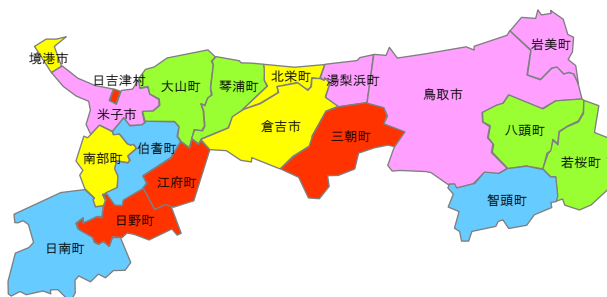 岩美町
境港市
日吉津村
大山町
琴浦町
北栄町
湯梨浜町
鳥取市
米子市
倉吉市
三朝町
八頭町
伯耆町
南部町
若桜町
江府町
智頭町
日野町
日南町